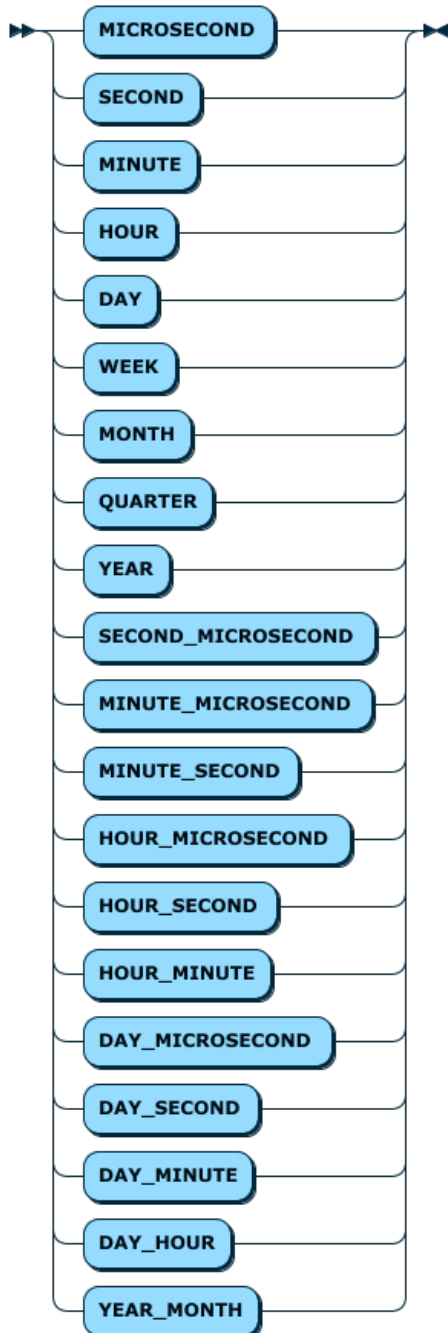 MICROSECOND
SECOND
MINUTE
HOUR
DAY
WEEK
MONTH
QUARTER
YEAR
SECOND_MICROSECOND
MINUTE_MICROSECOND
MINUTE_SECOND
HOUR_MICROSECOND
HOUR_SECOND
HOUR_MINUTE
DAY_MICROSECOND
DAY_SECOND
DAY_MINUTE
DAY_HOUR
YEAR_MONTH